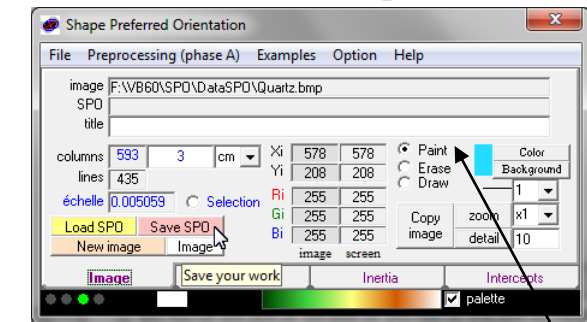 Shape Preferred Orientation
File Preprocessing (phase A) Examples Option Help
image F:\VB60\SPO\DataSPO\Quartz.bmp
SPO
title
columns 593 3 cm Xi 578 578 Paint Color
lines 435 Yi 208 208 Erase Background
échelle 0.005059 Selection Ri 255 255 Draw 1
Load SPO Save SPO Gi 255 255 Copy image zoom x1
New image Image Bi 255 255 detail 10
image screen
Image Save your work Inertia Intercepts
palette